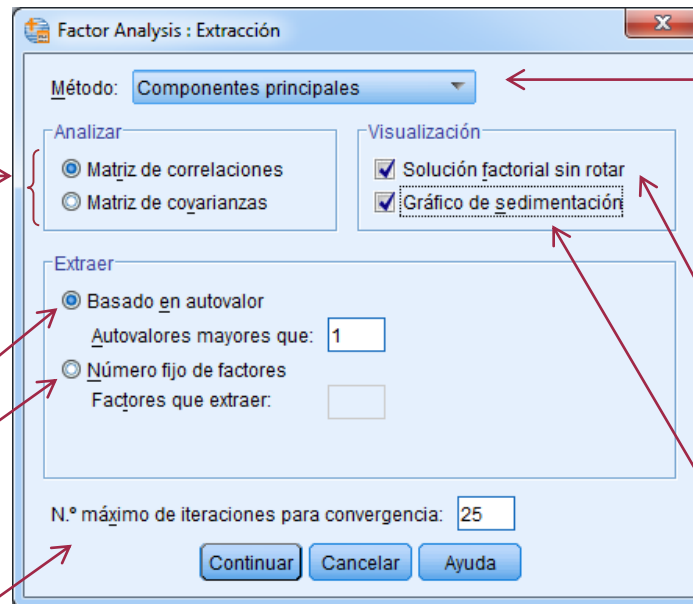 Factor Analysis : Extracción
Método: Componentes principales
Analizar
Matriz de correlaciones
Matriz de covarianzas
Visualización
Solución factorial sin rotar
Gráfico de sedimentación
Extraer
Basado en autovalor
Autovalores mayores que: 1
Número fijo de factores
Factores que extraer:
N.º máximo de iteraciones para convergencia: 25
Continuar Cancelar Ayuda